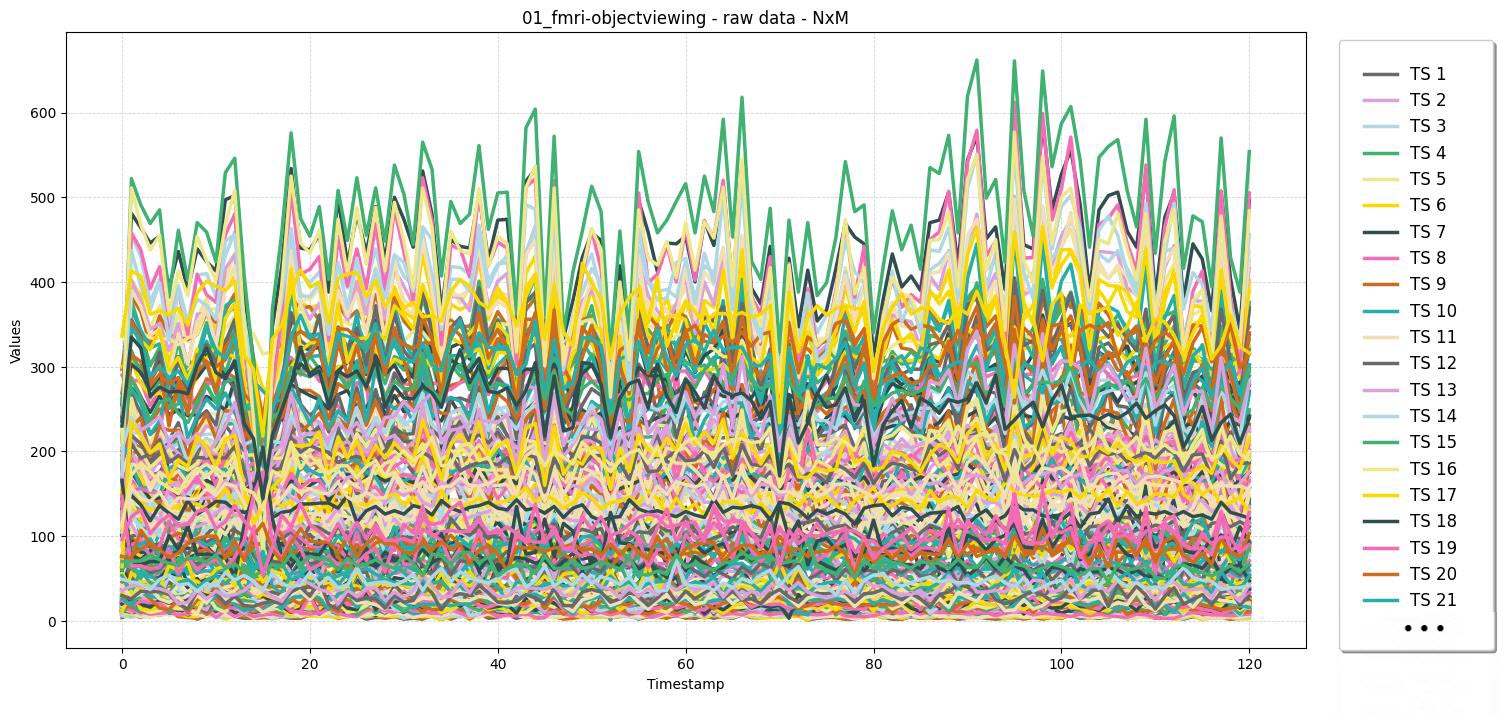 01_fmri-objectviewing - raw data - NxM
Values
600
500
400
300
200
100
0
0 20 40 60 80 100 120
Timestamp
TS 1
TS 2
TS 3
TS 4
TS 5
TS 6
TS 7
TS 8
TS 9
TS 10
TS 11
TS 12
TS 13
TS 14
TS 15
TS 16
TS 17
TS 18
TS 19
TS 20
TS 21
• • •